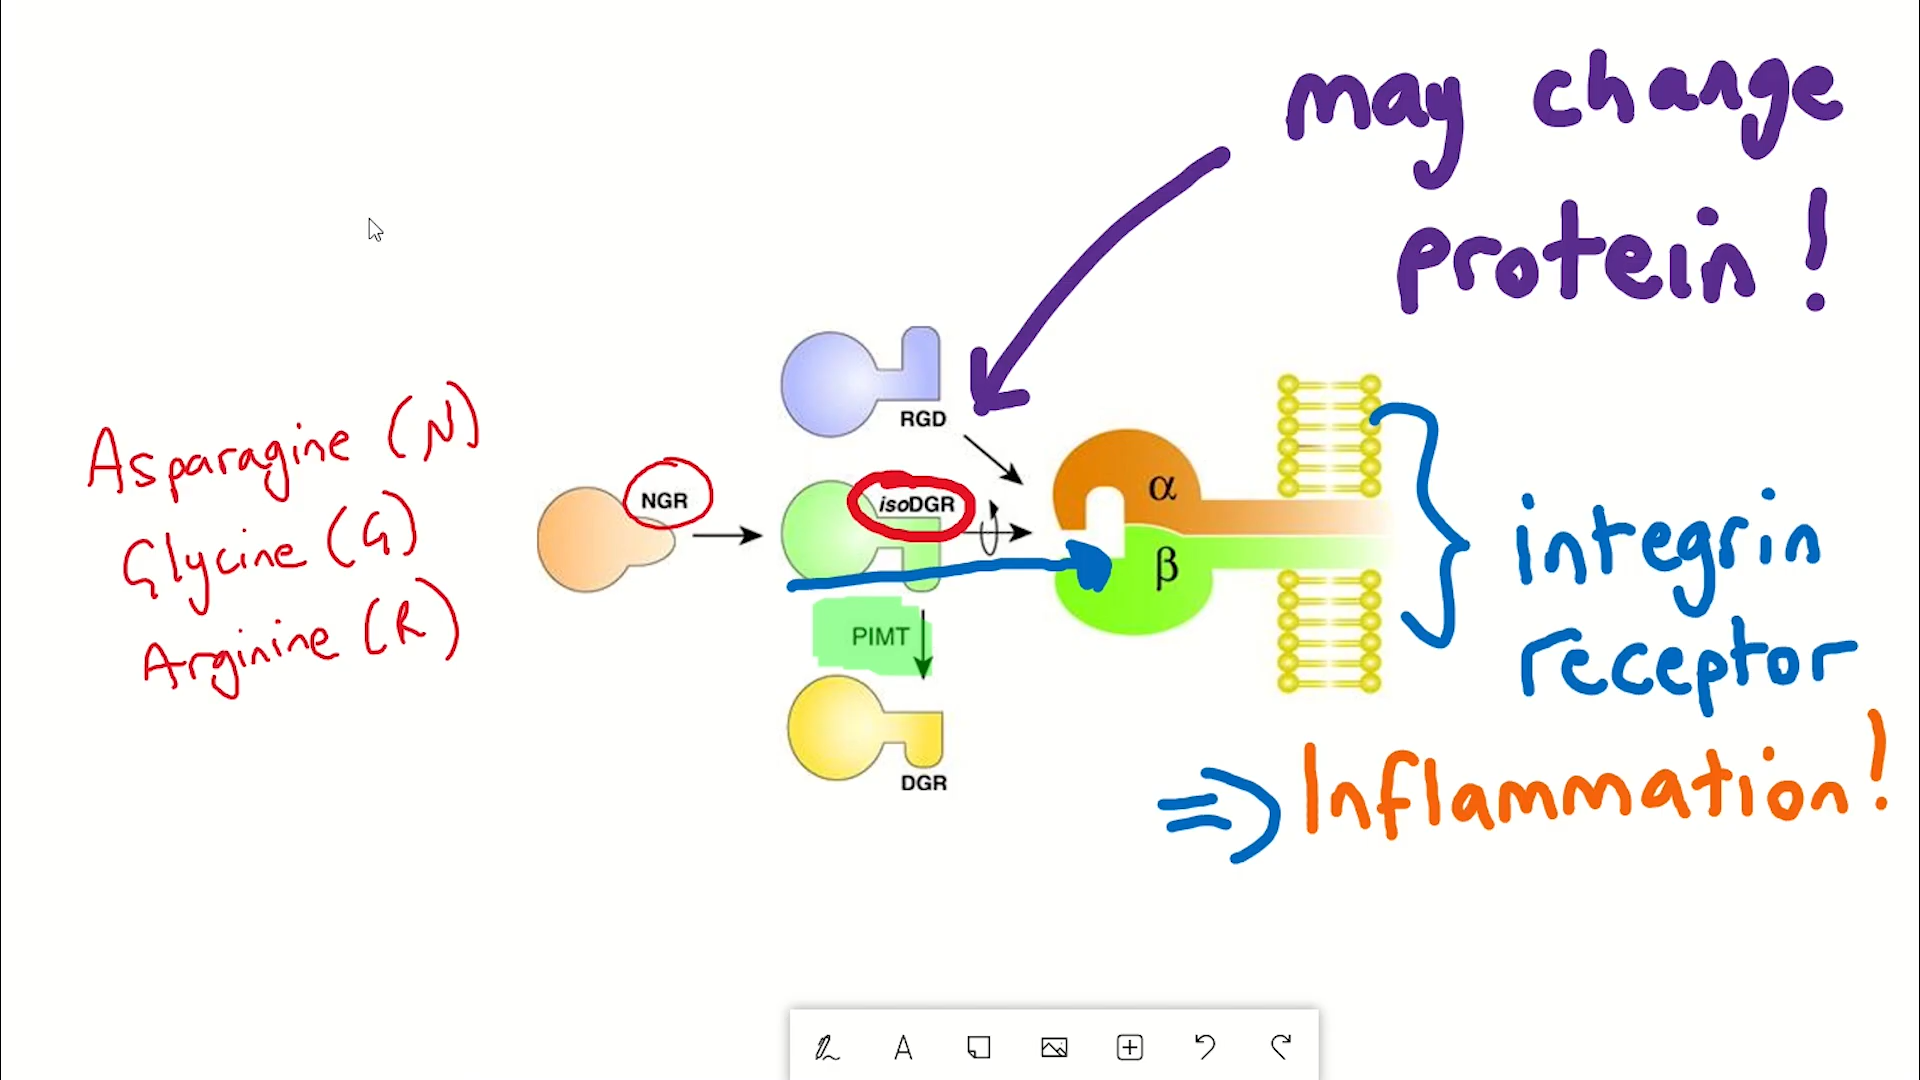 may change
protein!
Asparagine (N)
Glycine (G)
Arginine (R)
RGD
NGR
isoDGR
PIMT
DGR
α
β
integrin
receptor
=> Inflammation!
A